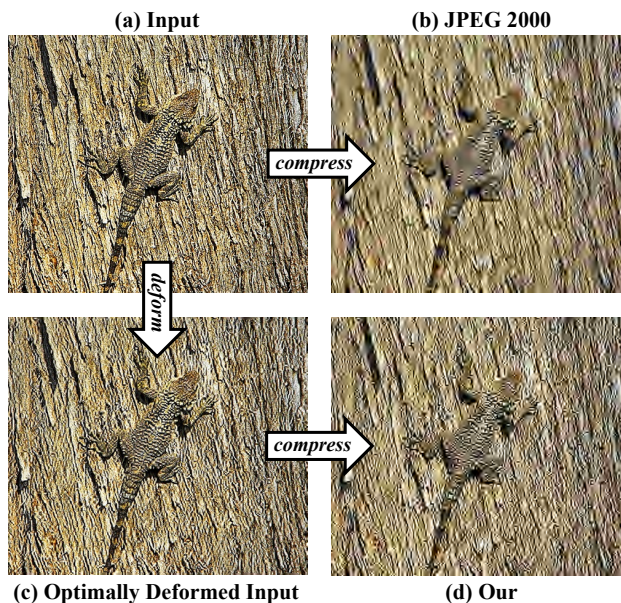 (a) Input
(b) JPEG 2000
compress
deform
compress
(c) Optimally Deformed Input
(d) Our